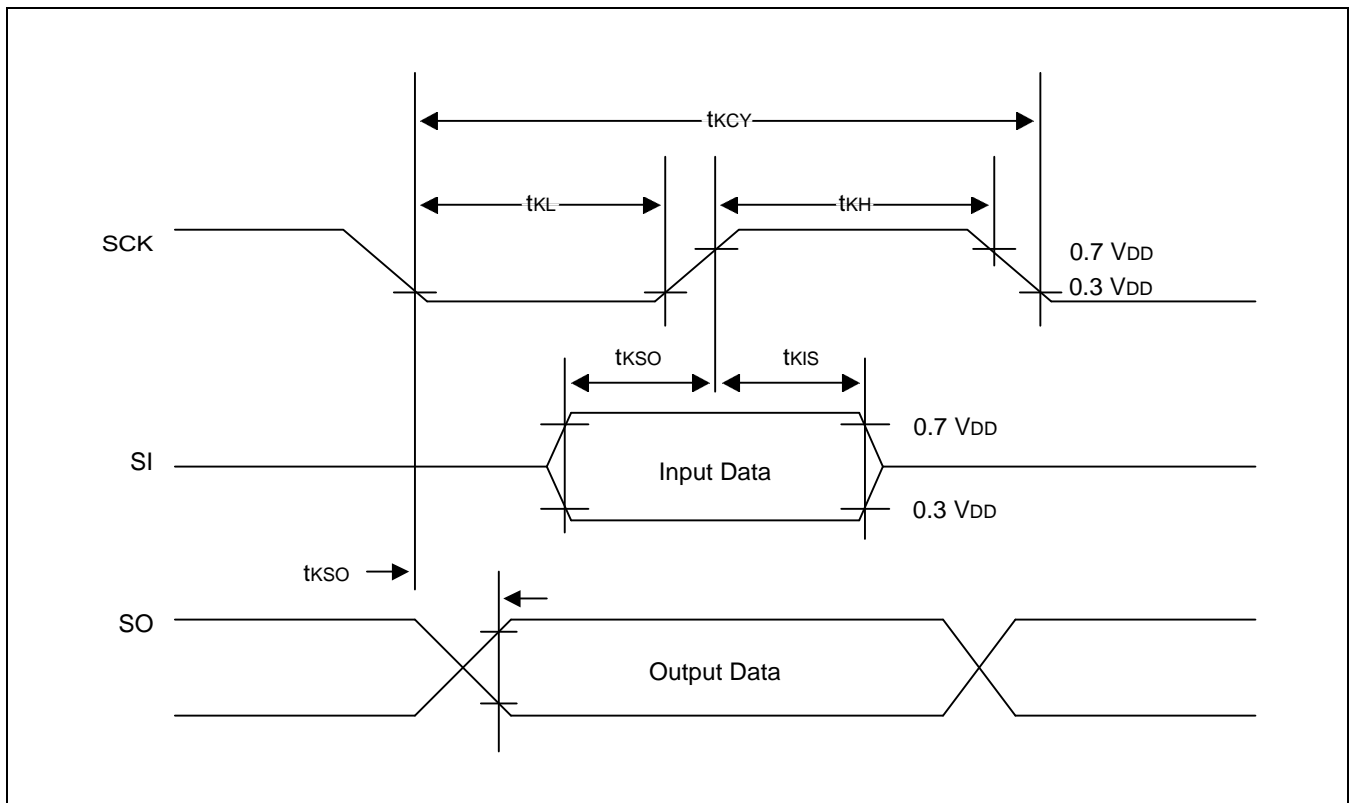 tKCY
tKL
tKH
SCK
0.7 VDD
0.3 VDD
tKSO
tKIS
0.7 VDD
SI
Input Data
0.3 VDD
tKSO
SO
Output Data